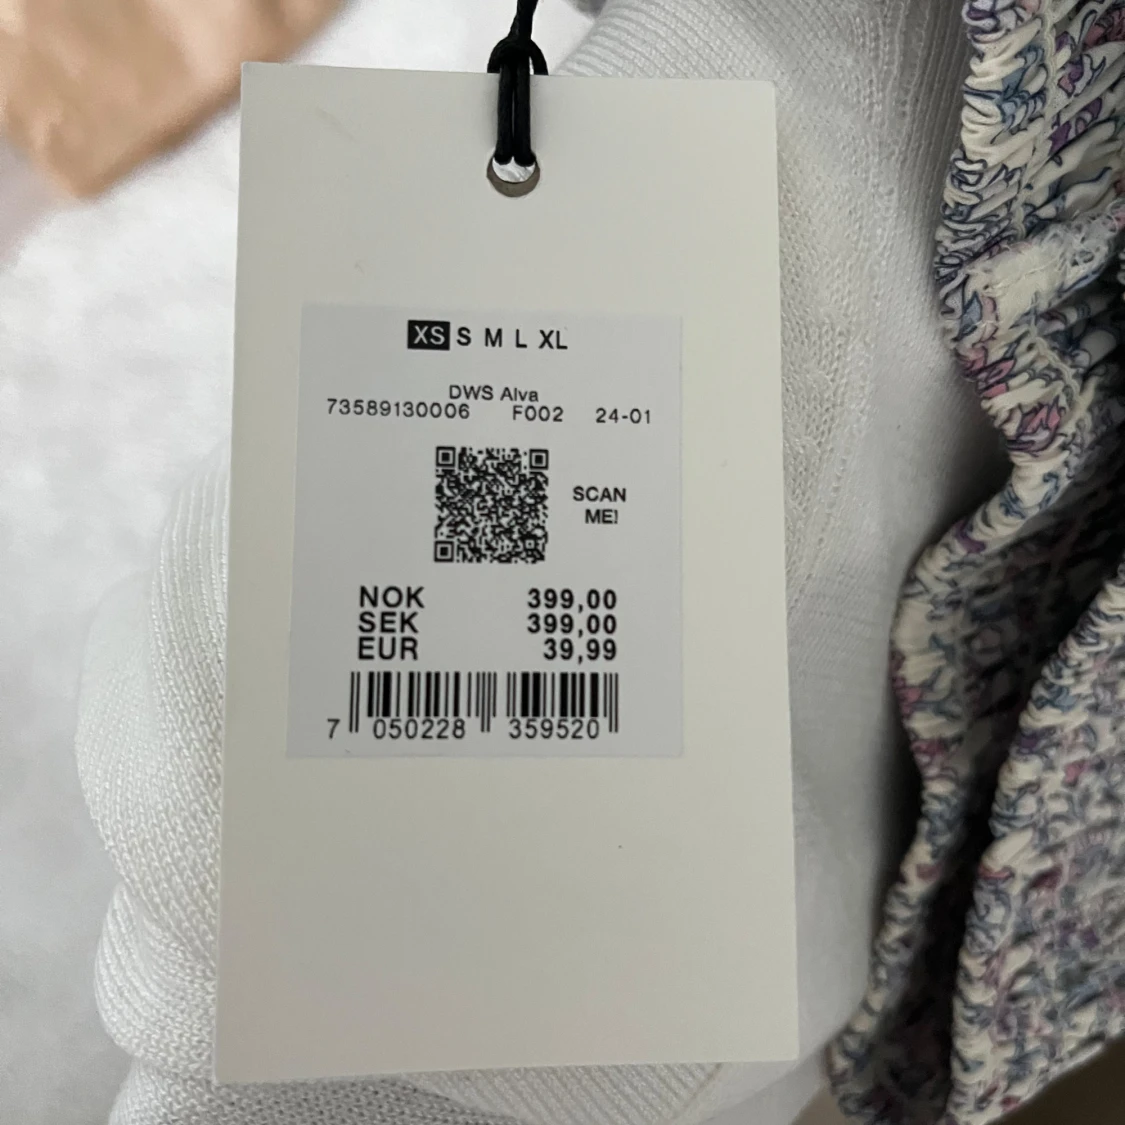 XS S M L XL
DWS Alva
73589130006 F002 24-01
SCAN
ME!
NOK 399,00
SEK 399,00
EUR 39,99
7 050228 359520